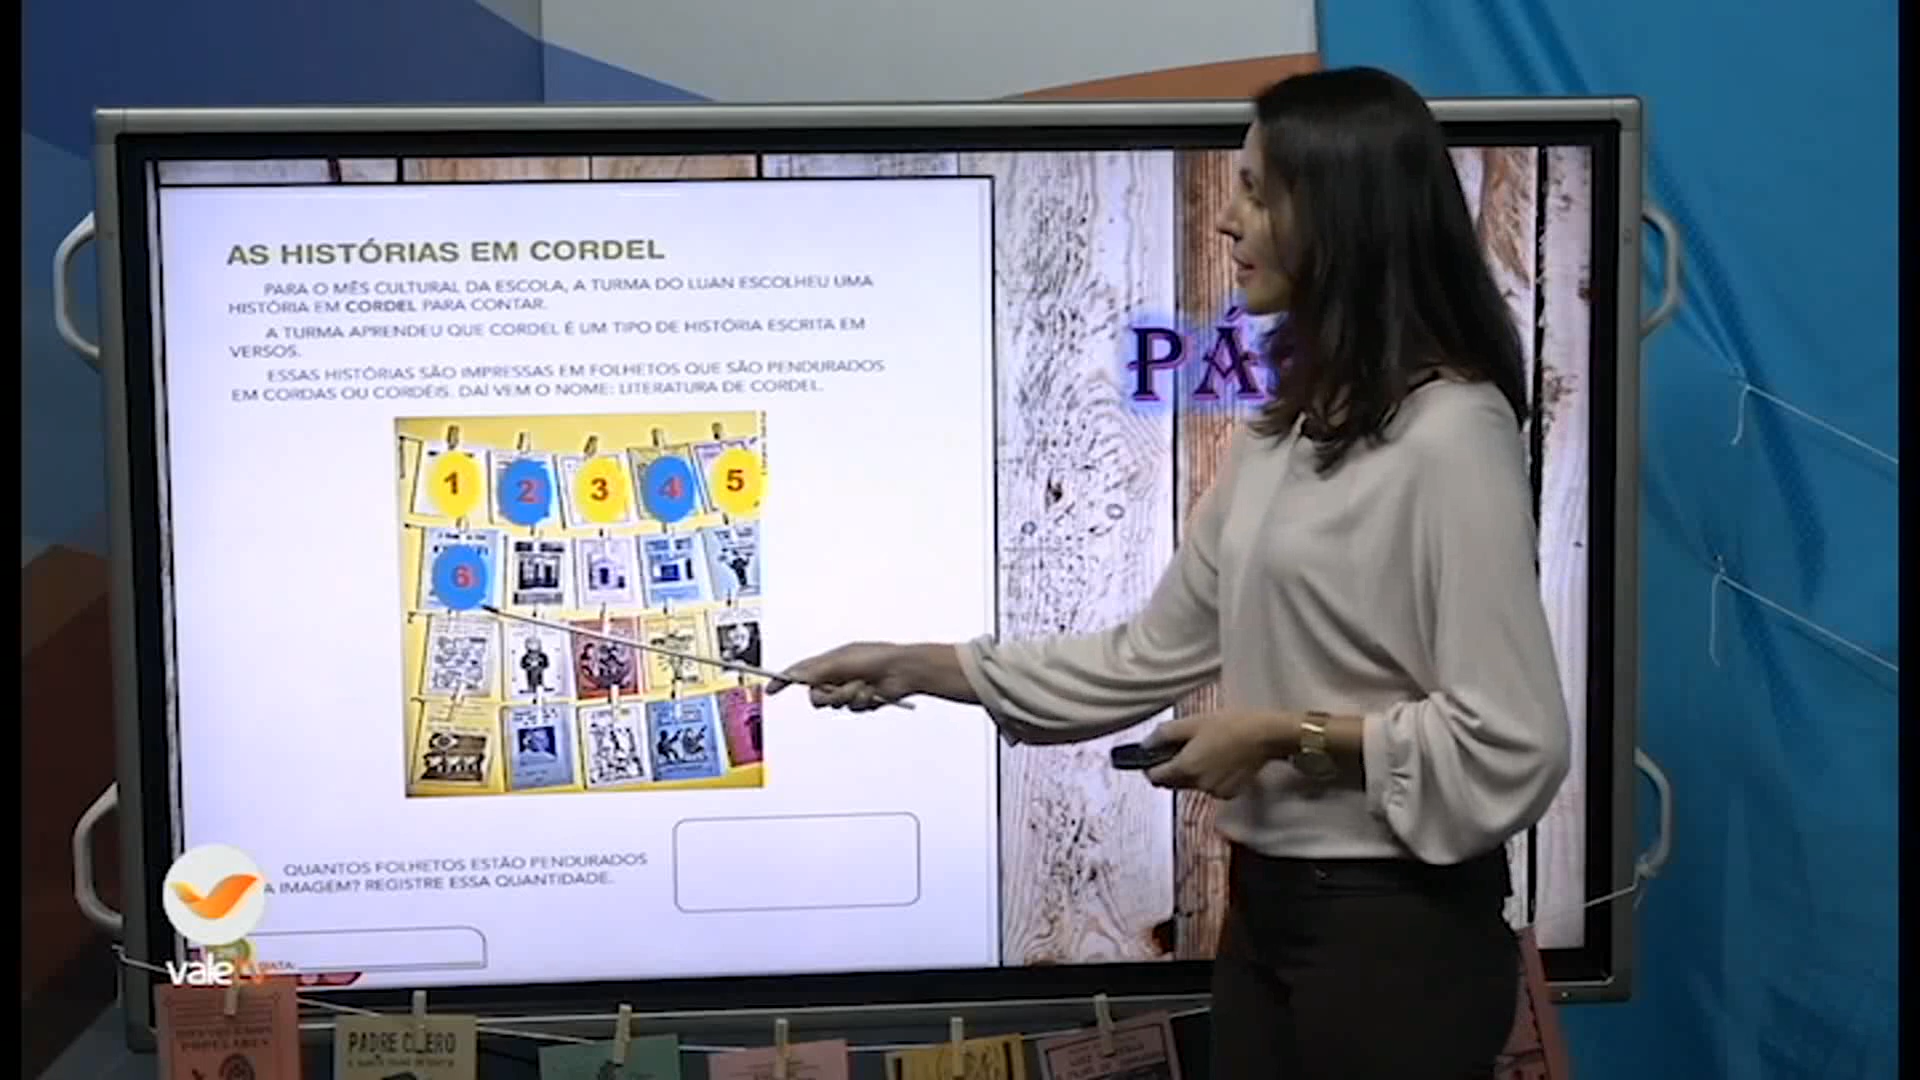 AS HISTÓRIAS EM CORDEL
PARA O MÊS CULTURAL DA ESCOLA, A TURMA DO LUAN ESCOLHEU UMA
HISTÓRIA EM CORDEL PARA CONTAR.
A TURMA APRENDEU QUE CORDEL É UM TIPO DE HISTÓRIA ESCRITA EM
VERSOS.
ESSAS HISTÓRIAS SÃO IMPRESSAS EM FOLHETOS QUE SÃO PENDURADOS
EM CORDAS OU CORDÉIS. DAÍ VEM O NOME: LITERATURA DE CORDEL.
1 2 3 4 5
6
QUANTOS FOLHETOS ESTÃO PENDURADOS
A IMAGEM? REGISTRE ESSA QUANTIDADE.
DATA:
PÁ
valetv
POPULARES
PADRE CÍCERO